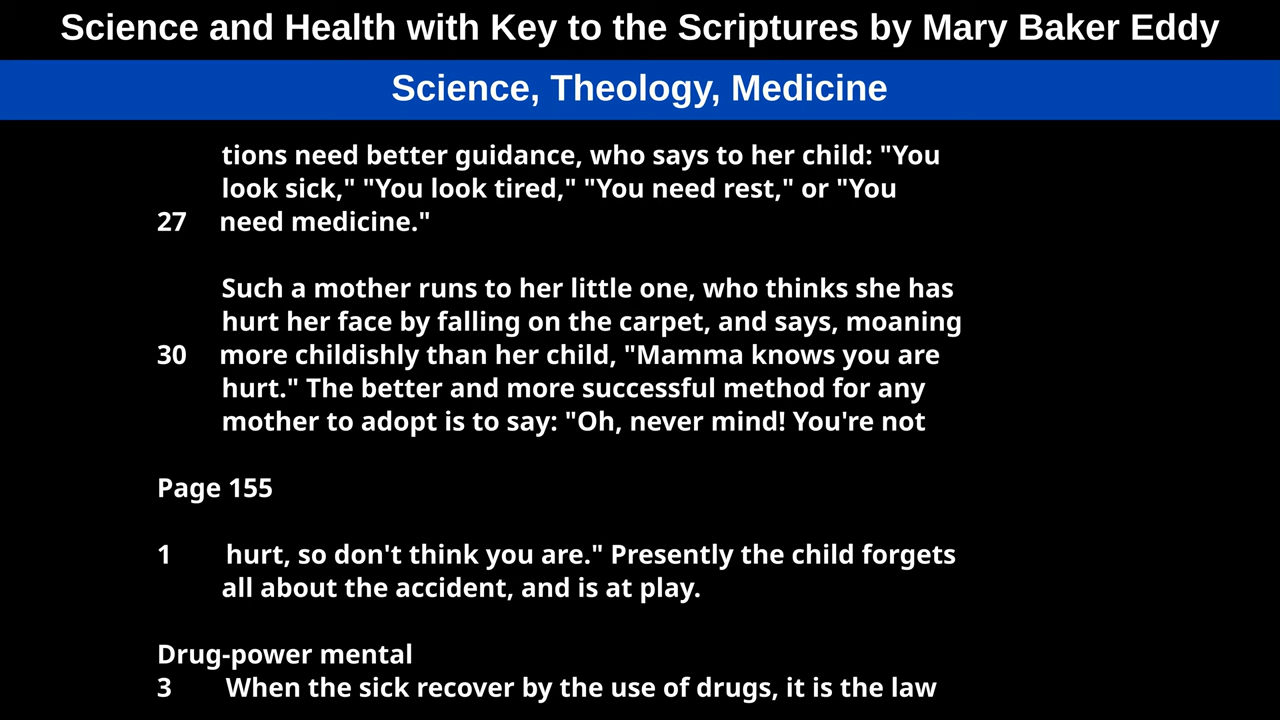 Science and Health with Key to the Scriptures by Mary Baker Eddy
Science, Theology, Medicine
tions need better guidance, who says to her child: "You
look sick," "You look tired," "You need rest," or "You
27 need medicine."
Such a mother runs to her little one, who thinks she has
hurt her face by falling on the carpet, and says, moaning
30 more childishly than her child, "Mamma knows you are
hurt." The better and more successful method for any
mother to adopt is to say: "Oh, never mind! You're not
Page 155
1 hurt, so don't think you are." Presently the child forgets
all about the accident, and is at play.
Drug-power mental
3 When the sick recover by the use of drugs, it is the law